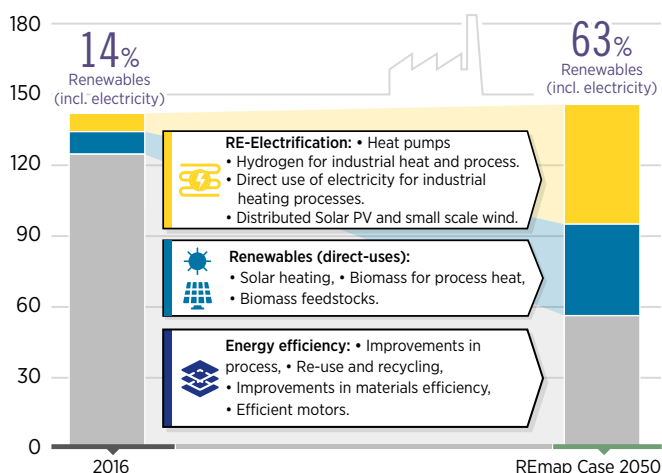 180
150
120
90
60
30
0
14%
Renewables
(incl. electricity)
63%
Renewables
(incl. electricity)
RE-Electrification: • Heat pumps
• Hydrogen for industrial heat and process.
• Direct use of electricity for industrial
heating processes.
• Distributed Solar PV and small scale wind.
Renewables (direct-uses):
• Solar heating, • Biomass for process heat,
• Biomass feedstocks.
Energy efficiency: • Improvements in
process, • Re-use and recycling,
• Improvements in materials efficiency,
• Efficient motors.
2016
REmap Case 2050